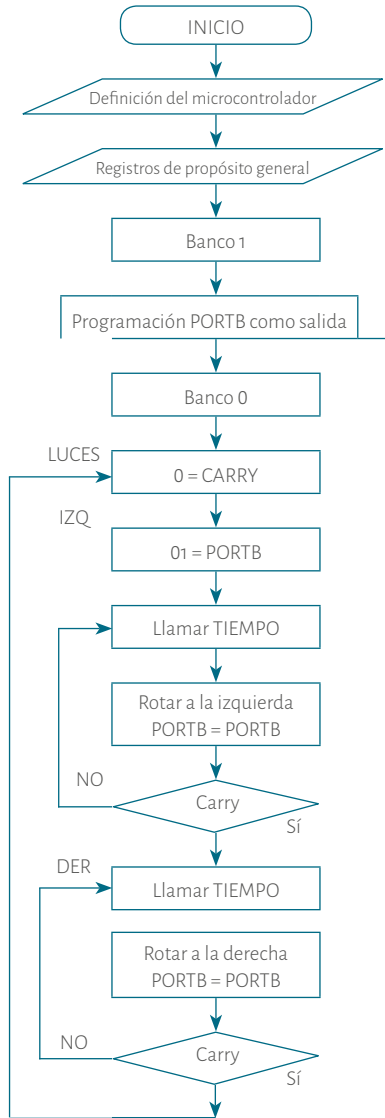 INICIO
Definición del microcontrolador
Registros de propósito general
Banco 1
Programación PORTB como salida
Banco 0
LUCES
0 = CARRY
IZQ
01 = PORTB
Llamar TIEMPO
Rotar a la izquierda
PORTB = PORTB
NO
Carry
Sí
DER
Llamar TIEMPO
Rotar a la derecha
PORTB = PORTB
NO
Carry
Sí